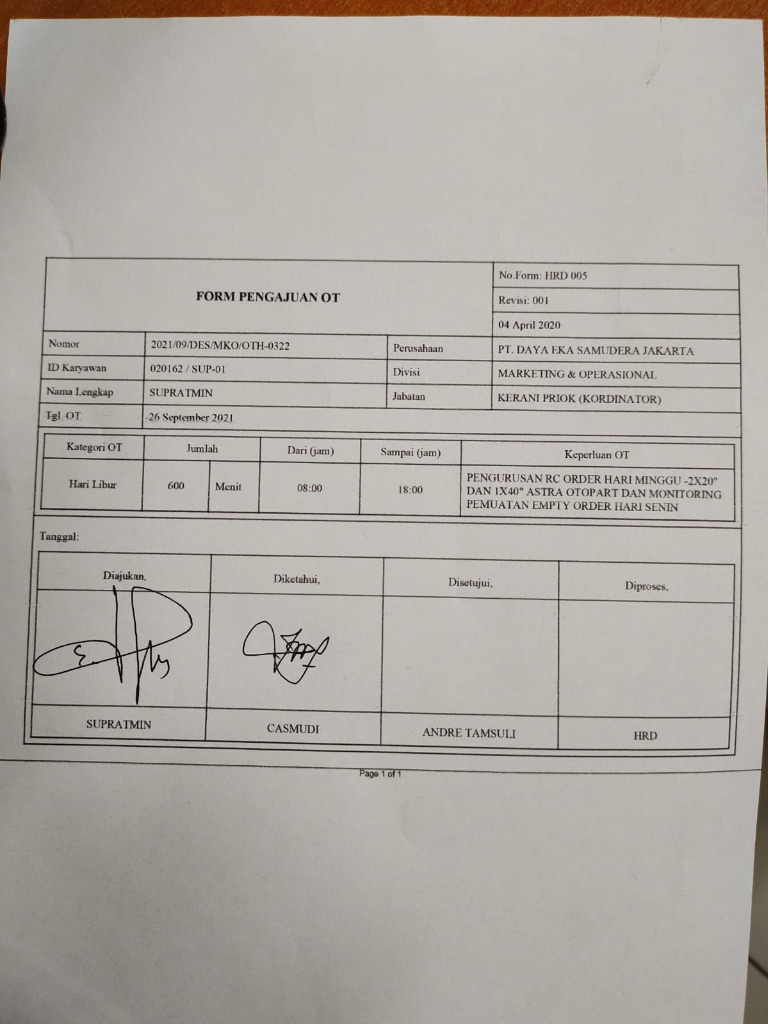 FORM PENGAJUAN OT
No.Form: HRD 005
Revisi: 001
04 April 2020
Nomor 2021/09/DES/MKO/OTH-0322 Perusahaan PT. DAYA EKA SAMUDERA JAKARTA
ID Karyawan 020162 / SUP-01 Divisi MARKETING & OPERASIONAL
Nama Lengkap SUPRATMIN Jabatan KERANI PRIOK (KORDINATOR)
Tgl. OT 26 September 2021
Kategori OT Jumlah Dari (jam) Sampai (jam) Keperluan OT
Hari Libur 600 Menit 08:00 18:00 PENGURUSAN RC ORDER HARI MINGGU -2X20"
DAN 1X40" ASTRA OTOPART DAN MONITORING
PEMUATAN EMPTY ORDER HARI SENIN
Tanggal:
Diajukan, Diketahui, Disetujui, Diproses,
SUPRATMIN CASMUDI ANDRE TAMSULI HRD
Page 1 of 1